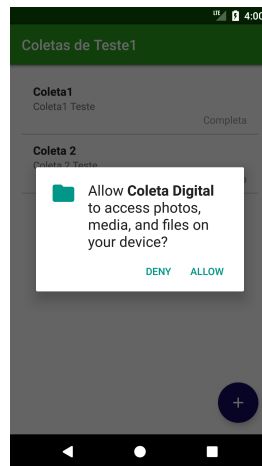 LTE 4:00
Coletas de Teste1
Coleta1
Coleta1 Teste
Completa
Coleta 2
Coleta 2 Teste
Allow Coleta Digital
to access photos,
media, and files on
your device?
DENY ALLOW
+